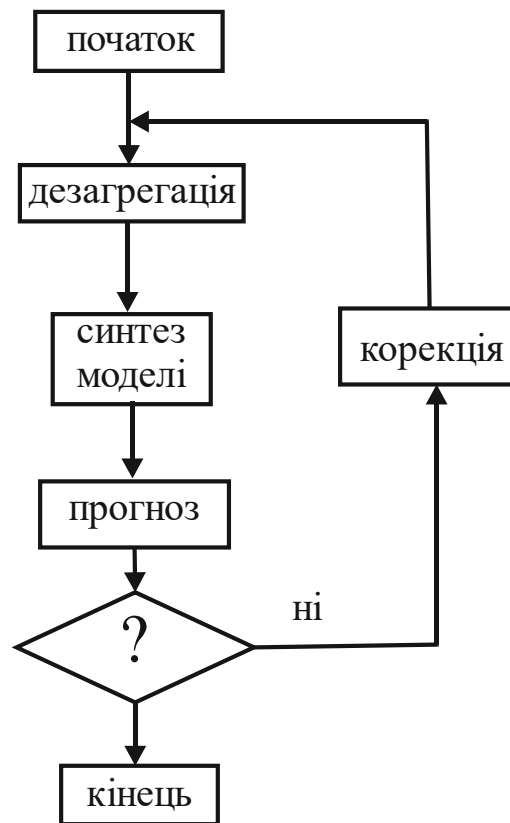 початок
дезагрегація
синтез
моделі
корекція
прогноз
ні
?
кінець